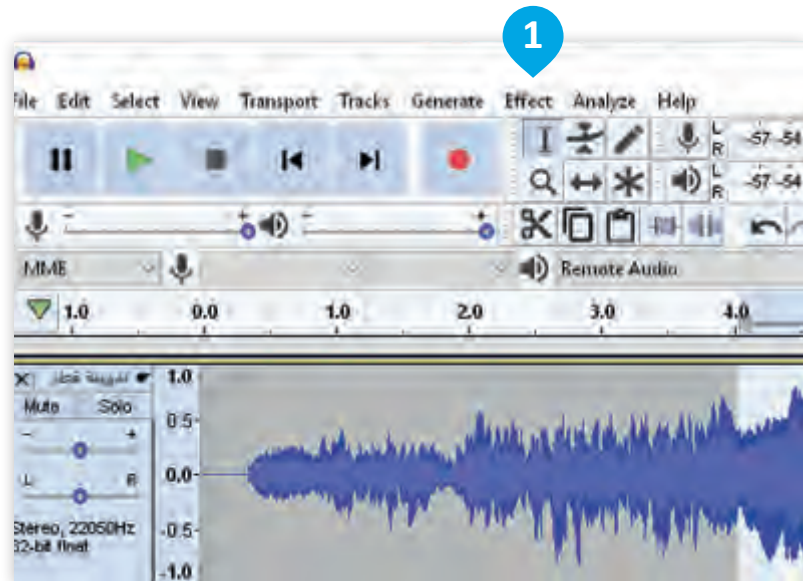 1
File Edit Select View Transport Tracks Generate Effect Analyze Help
L
R -57 -54
L
R -57 -54
- + - +
MME Remote Audio
1.0 0.0 1.0 2.0 3.0 4.0
X 1.0
Mute Solo
0.5
- +
L R 0.0
Stereo, 22050Hz
32-bit float
-0.5
-1.0